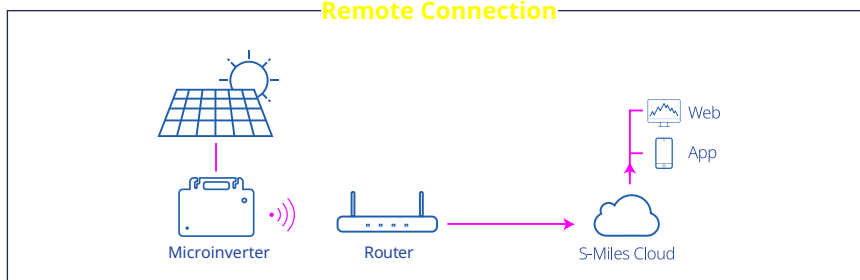 Remote Connection
Web
App
Microinverter
Router
S-Miles Cloud